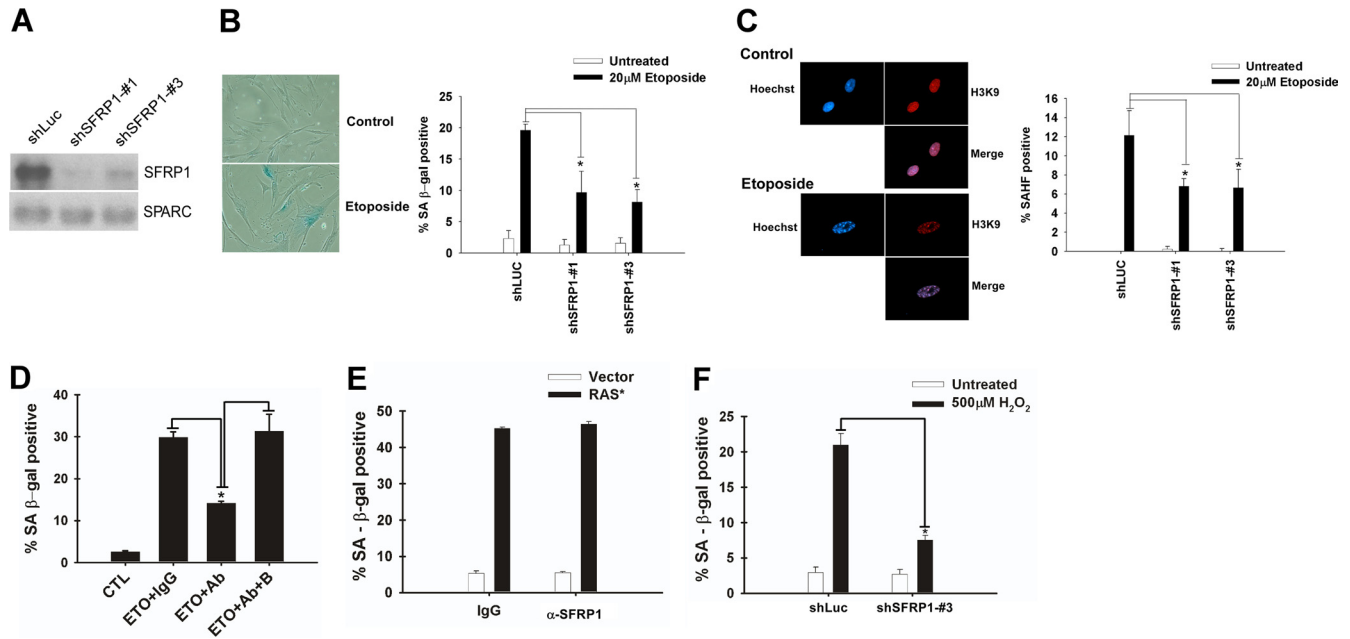 A
shLuc
shSFRP1-#1
shSFRP1-#3
SFRP1
SPARC
B
Control
Etoposide
Untreated
20μM Etoposide
% SA β-gal positive
25
20
15
10
5
0
*
*
shLUC
shSFRP1-#1
shSFRP1-#3
C
Control
Hoechst
H3K9
Merge
Etoposide
Hoechst
H3K9
Merge
Untreated
20μM Etoposide
% SAHF positive
16
14
12
10
8
6
4
2
0
*
*
shLUC
shSFRP1-#1
shSFRP1-#3
D
% SA β-gal positive
40
30
20
10
0
*
CTL
ETO+IgG
ETO+Ab
ETO+Ab+B
E
Vector
RAS*
% SA - β-gal positive
50
40
30
20
10
0
IgG
α-SFRP1
F
Untreated
500μM H₂O₂
% SA - β-gal positive
25
20
15
10
5
0
*
shLuc
shSFRP1-#3